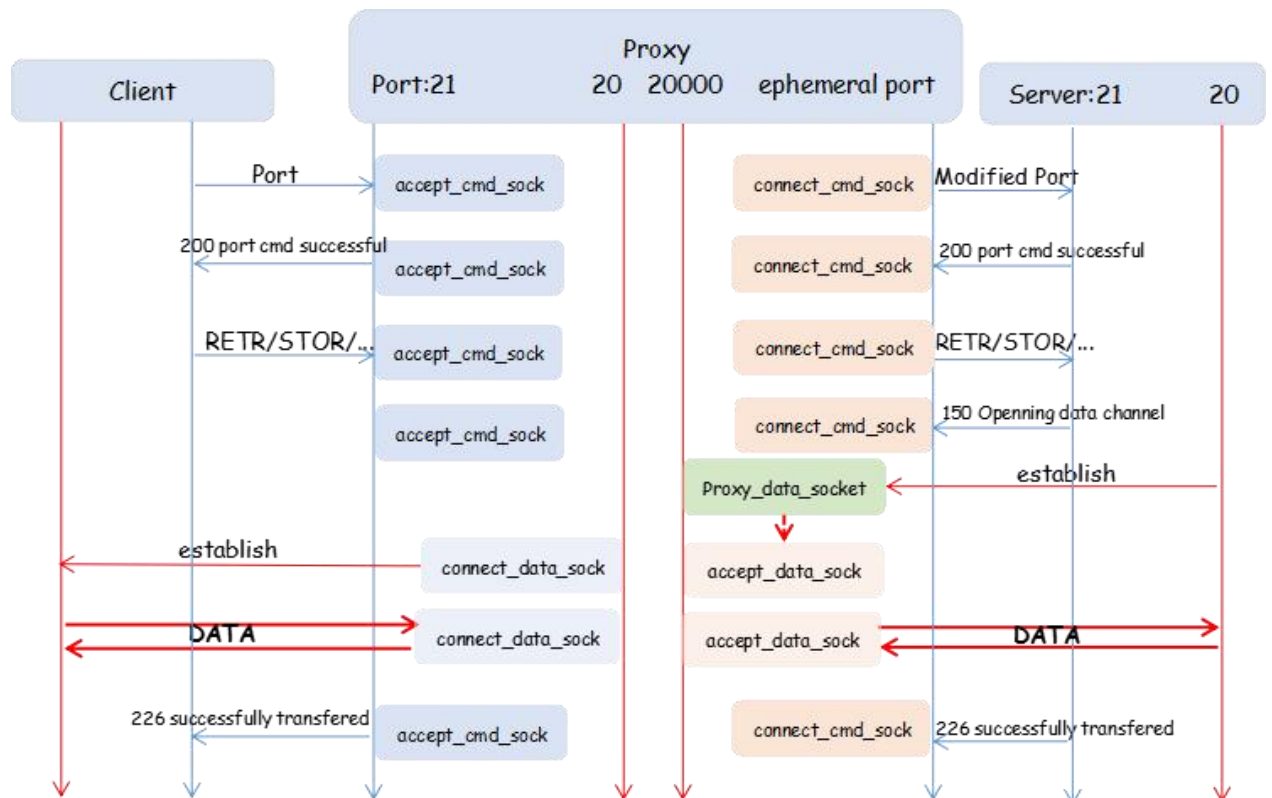 Proxy
Client
Port:21 20 20000 ephemeral port
Server:21 20
Port
accept_cmd_sock
connect_cmd_sock
Modified Port
200 port cmd successful
accept_cmd_sock
connect_cmd_sock
200 port cmd successful
RETR/STOR/...
accept_cmd_sock
connect_cmd_sock
RETR/STOR/...
accept_cmd_sock
connect_cmd_sock
150 Openning data channel
Proxy_data_socket
establish
establish
connect_data_sock
accept_data_sock
DATA
connect_data_sock
accept_data_sock
DATA
226 successfully transfered
accept_cmd_sock
connect_cmd_sock
226 successfully transfered